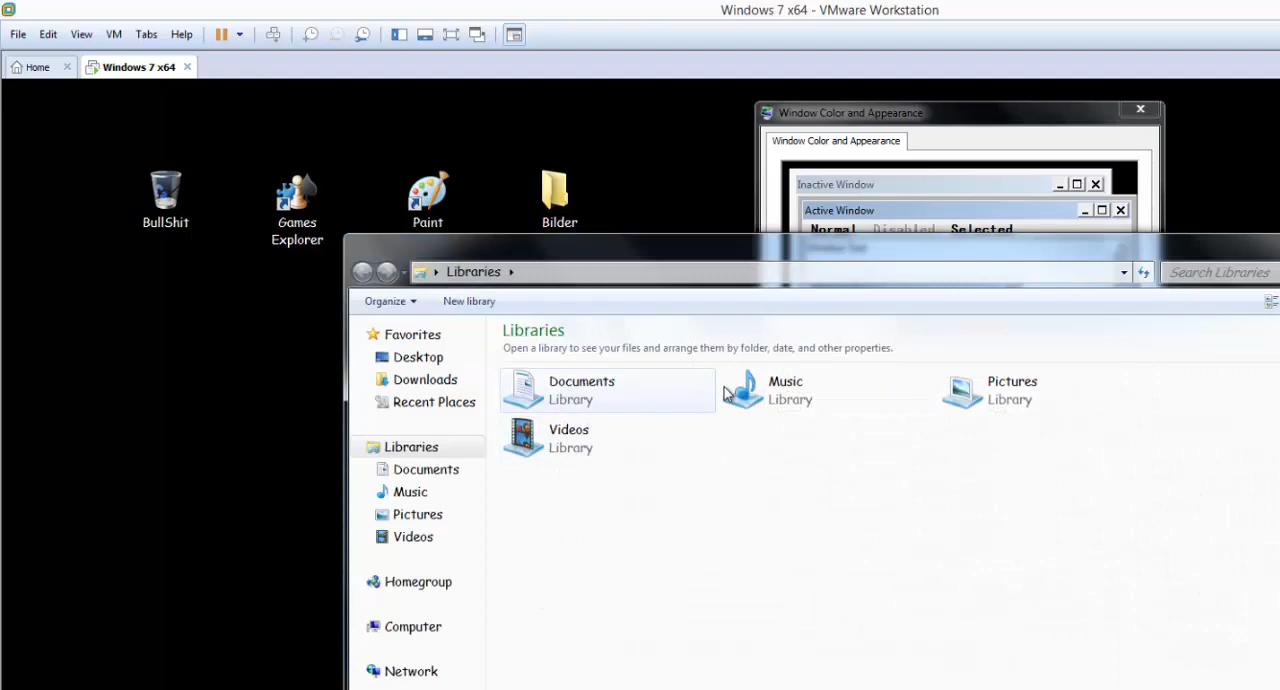 Windows 7 x64 - VMware Workstation
File Edit View VM Tabs Help
Home
Windows 7 x64
Window Color and Appearance
Window Color and Appearance
Inactive Window
Active Window
Normal Disabled Selected
BullShit
Games
Explorer
Paint
Bilder
Libraries
Search Libraries
Organize
New library
Favorites
Desktop
Downloads
Recent Places
Libraries
Documents
Music
Pictures
Videos
Homegroup
Computer
Network
Libraries
Open a library to see your files and arrange them by folder, date, and other properties.
Documents
Library
Music
Library
Pictures
Library
Videos
Library